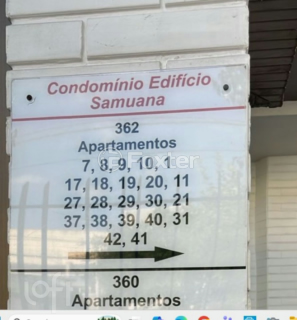 Condomínio Edifício
Samuana
362
Apartamentos
7, 8, 9, 10, 1
17, 18, 19, 20, 11
27, 28, 29, 30, 21
37, 38, 39, 40, 31
42, 41
360
Apartamentos